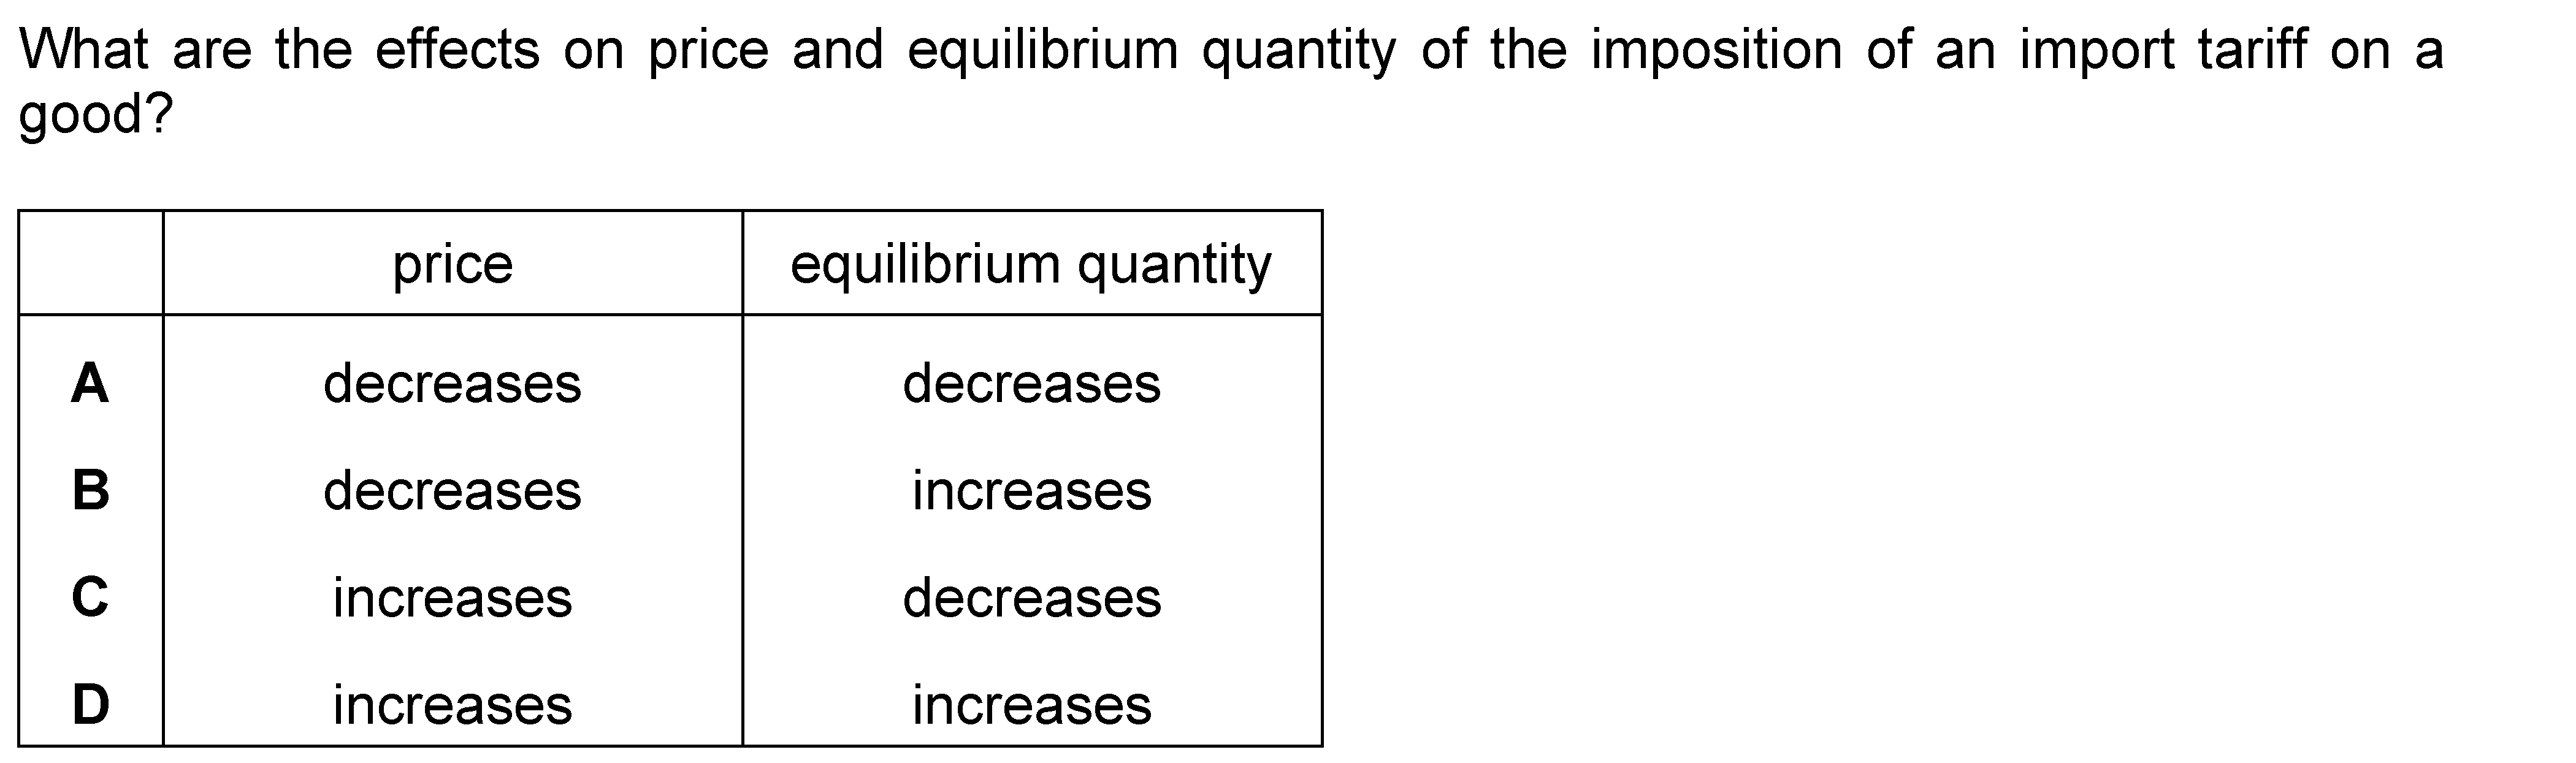 What are the effects on price and equilibrium quantity of the imposition of an import tariff on a
good?
price equilibrium quantity
A decreases decreases
B decreases increases
C increases decreases
D increases increases